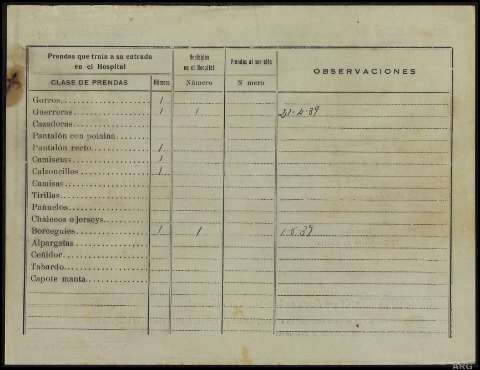 Prendas que traía a su entrada en el Hospital
Recibidas en el Hospital
Prendas al ser alta
OBSERVACIONES
CLASE DE PRENDAS Número Número N mero
Gorros 1
Guerreras 1 1 21-4-39
Cazadoras
Pantalón con polaina
Pantalón recto 1
Camisetas 1
Calzoncillos 1
Camisas
Tirillas
Pañuelos
Chalecos o jerseys
Borceguíes 1 1 1-5-39
Alpargatas
Ceñidor
Tabardo
Capote manta
ARG